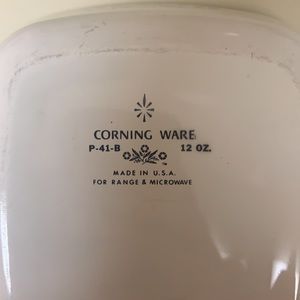 CORNING WARE
P-41-B 12 OZ.
MADE IN U.S.A.
FOR RANGE & MICROWAVE